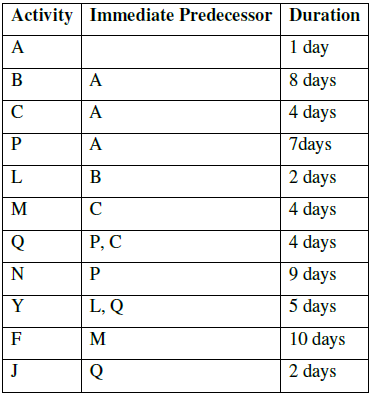 Activity Immediate Predecessor Duration
A 1 day
B A 8 days
C A 4 days
P A 7days
L B 2 days
M C 4 days
Q P, C 4 days
N P 9 days
Y L, Q 5 days
F M 10 days
J Q 2 days